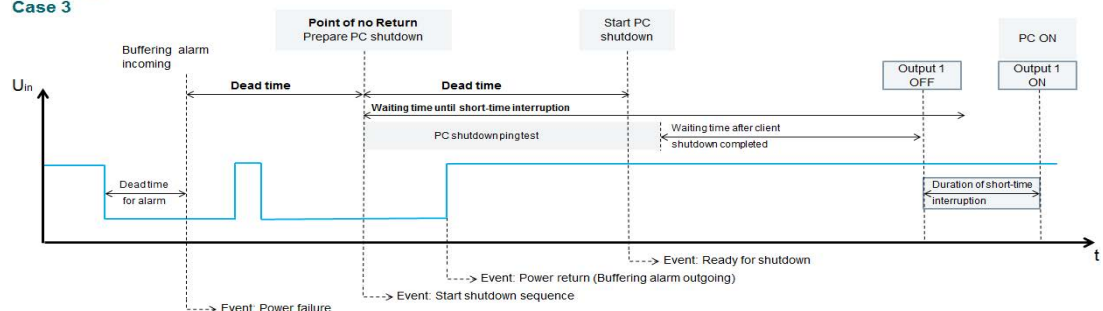 Case 3
Point of no Return
Prepare PC shutdown
Start PC
shutdown
PC ON
Buffering alarm
incoming
Output 1
OFF
Output 1
ON
Uin
Dead time
Dead time
Waiting time until short-time interruption
PC shutdown ping test
Waiting time after client
shutdown completed
Dead time
for alarm
Duration of short-time
interruption
t
Event: Ready for shutdown
Event: Power return (Buffering alarm outgoing)
Event: Start shutdown sequence
Event: Power failure